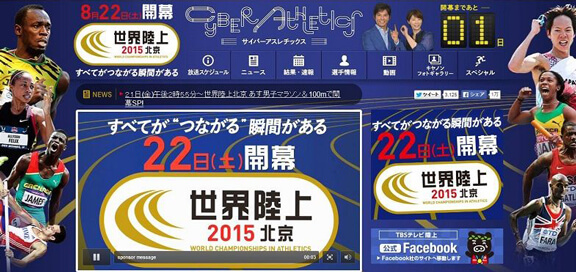 8月22日(土)開幕
世界陸上
2015 北京
すべてがつながる瞬間がある
CYBER ATHLETICS
サイバーアスレチックス
開幕まであと
01
日
放送スケジュール
ニュース
結果・速報
選手情報
動画
キヤノン
フォトギャラリー
スペシャル
NEWS
21日(金)午後2時55分～世界陸上北京 あす男子マラソン&100mで開幕SP!
ツイート
シェア
すべてが“つながる”瞬間がある
22日(土)開幕
世界陸上
2015 北京
WORLD CHAMPIONSHIPS IN ATHLETICS
sponsor message
00:03
すべてが“つながる”瞬間がある
22日(土)開幕
世界陸上
2015 北京
WORLD CHAMPIONSHIPS IN ATHLETICS
TBSテレビ 陸上
公式 Facebook
Facebook社のサイトへ移動します
FELIX
JAMES
FARAH